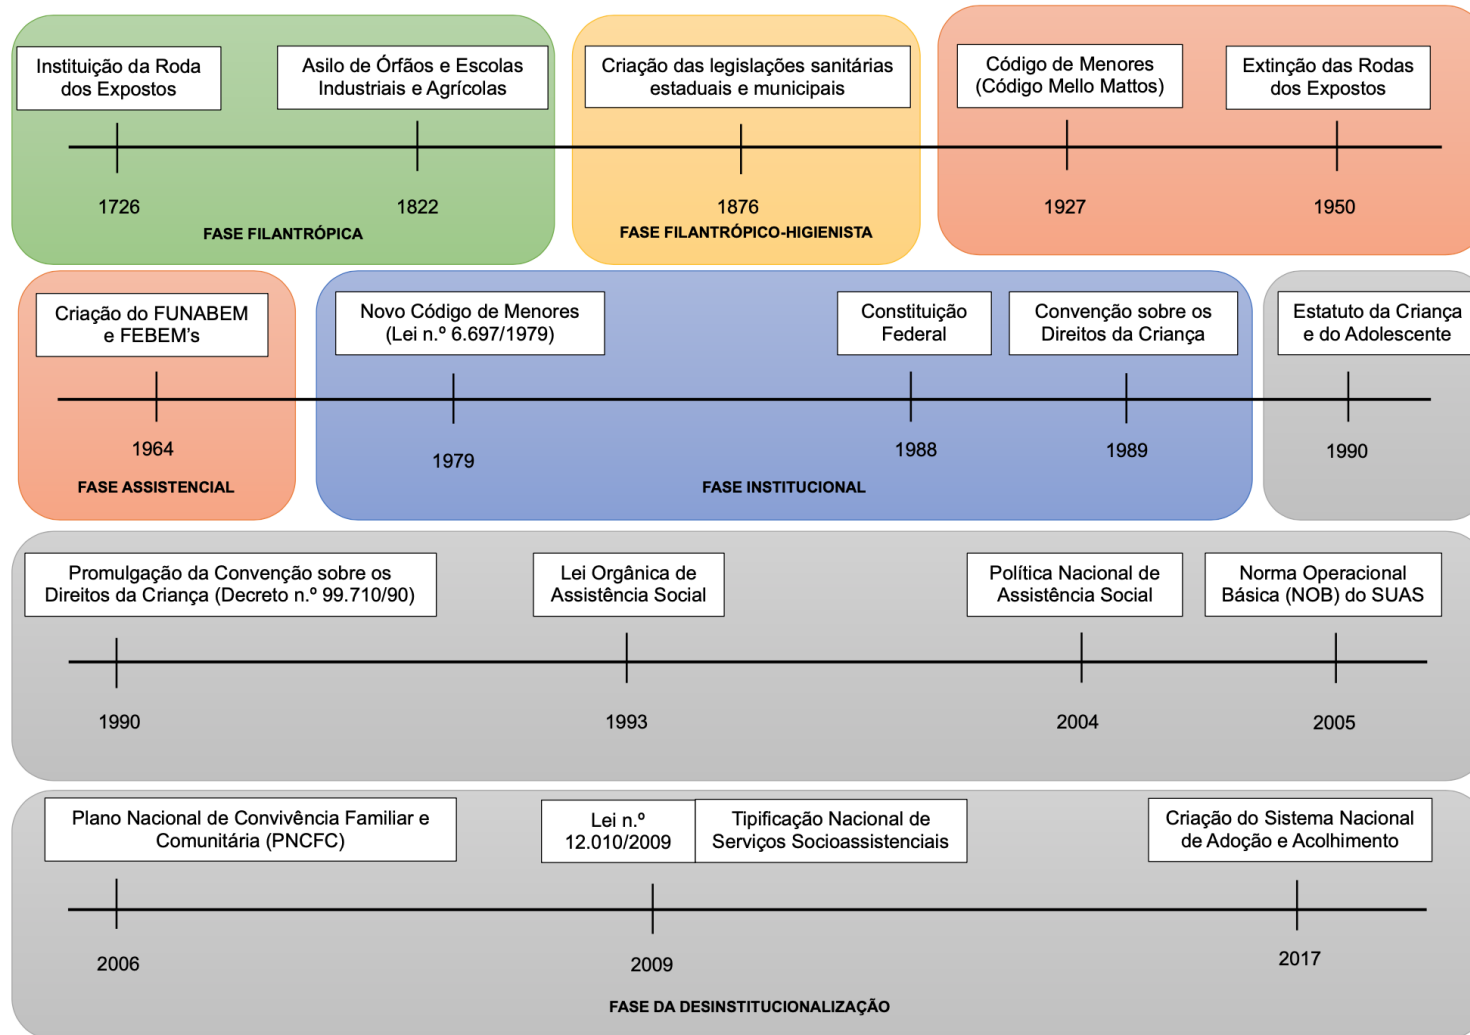 Instituição da Roda
dos Expostos
Asilo de Órfãos e Escolas
Industriais e Agrícolas
Criação das legislações sanitárias
estaduais e municipais
Código de Menores
(Código Mello Mattos)
Extinção das Rodas
dos Expostos
1726
1822
1876
1927
1950
FASE FILANTRÓPICA
FASE FILANTRÓPICO-HIGIENISTA
Criação do FUNABEM
e FEBEM's
Novo Código de Menores
(Lei n.º 6.697/1979)
Constituição
Federal
Convenção sobre os
Direitos da Criança
Estatuto da Criança
e do Adolescente
1964
1979
1988
1989
1990
FASE ASSISTENCIAL
FASE INSTITUCIONAL
Promulgação da Convenção sobre os
Direitos da Criança (Decreto n.º 99.710/90)
Lei Orgânica de
Assistência Social
Política Nacional de
Assistência Social
Norma Operacional
Básica (NOB) do SUAS
1990
1993
2004
2005
Plano Nacional de Convivência Familiar e
Comunitária (PNCFC)
Lei n.º
12.010/2009
Tipificação Nacional de
Serviços Socioassistenciais
Criação do Sistema Nacional
de Adoção e Acolhimento
2006
2009
2017
FASE DA DESINSTITUCIONALIZAÇÃO